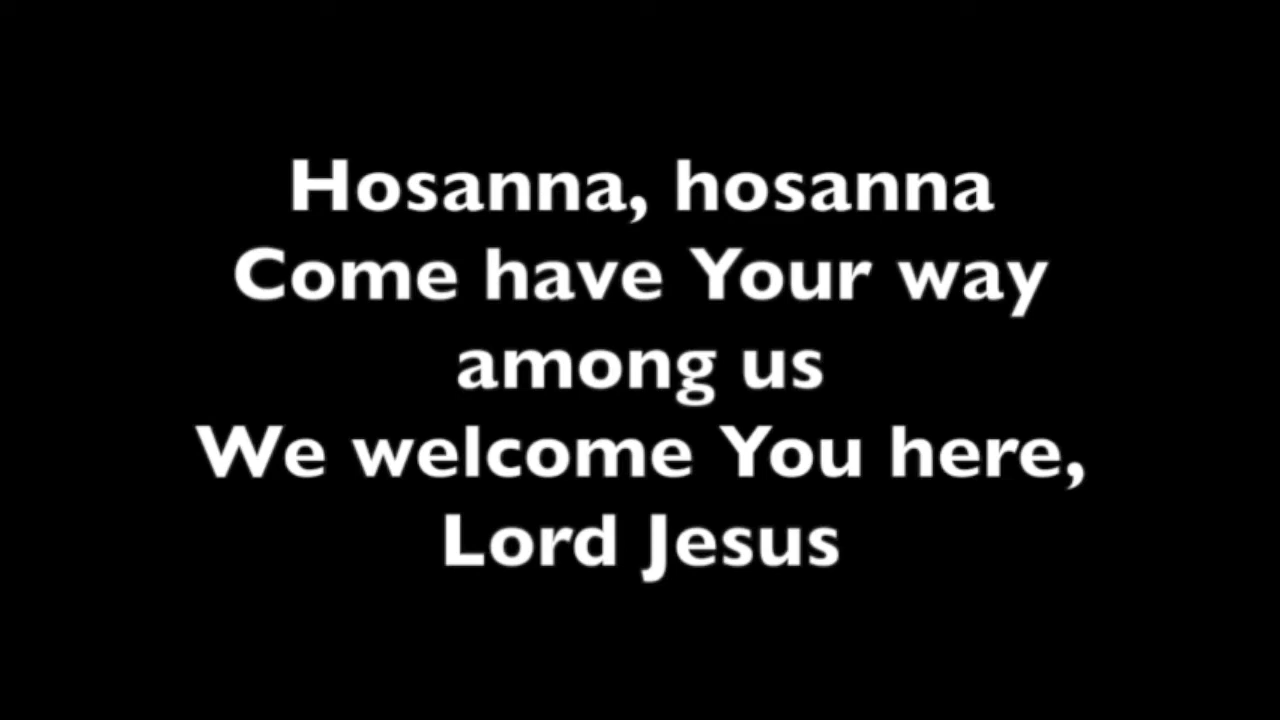 Hosanna, hosanna
Come have Your way
among us
We welcome You here,
Lord Jesus